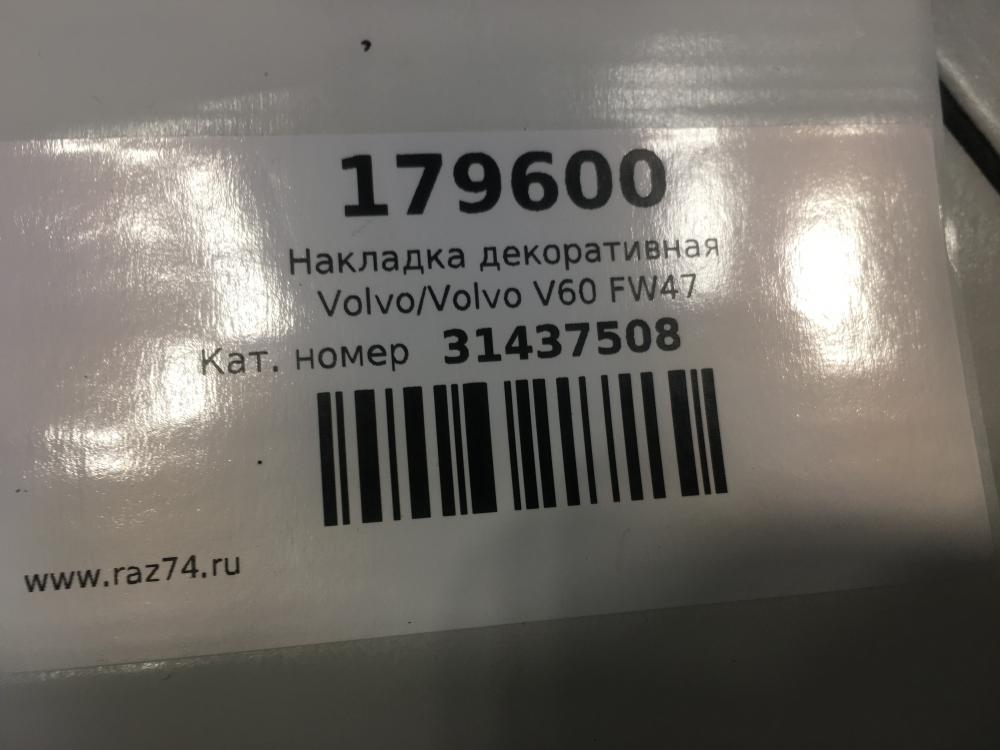 179600
Накладка декоративная
Volvo/Volvo V60 FW47
Кат. номер 31437508
www.raz74.ru